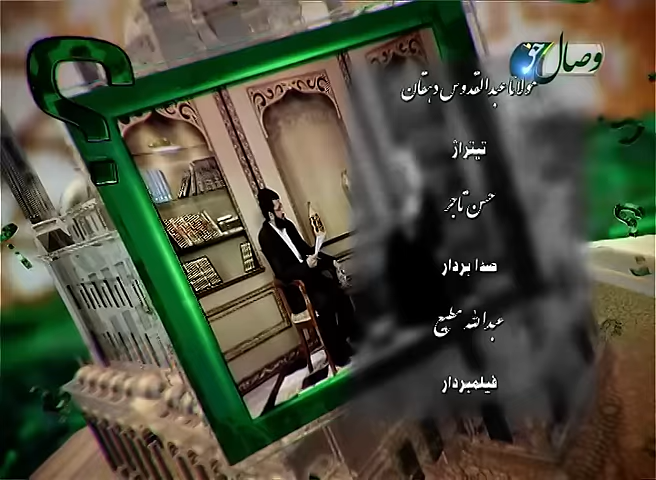 وصال حق
مولانا عبدالقدوس دهقان
تیتراژ
حسن تاجر
صدا بردار
عبدالله مطیع
فیلمبردار